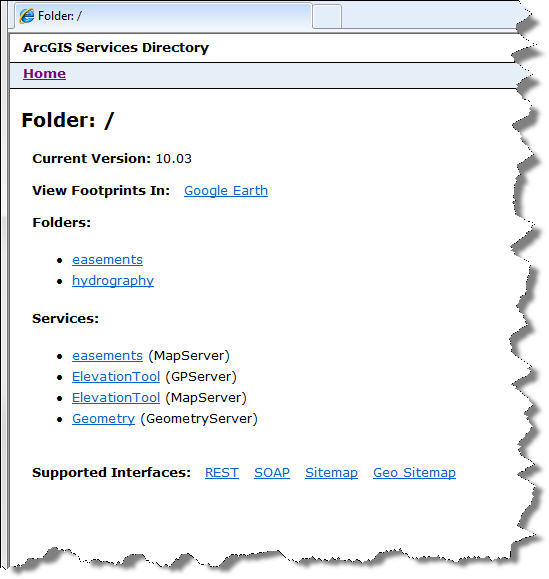 Folder: /
ArcGIS Services Directory
Home
Folder: /
Current Version: 10.03
View Footprints In: Google Earth
Folders:
easements
hydrography
Services:
easements (MapServer)
ElevationTool (GPServer)
ElevationTool (MapServer)
Geometry (GeometryServer)
Supported Interfaces: REST SOAP Sitemap Geo Sitemap